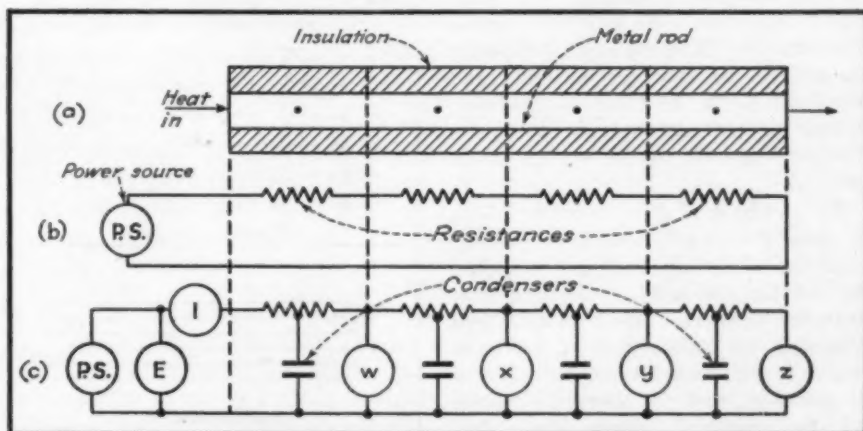 Insulation
Metal rod
(a)
Heat
in
Power source
(b)
P.S.
Resistances
Condensers
I
(c)
P.S.
E
w
x
y
z